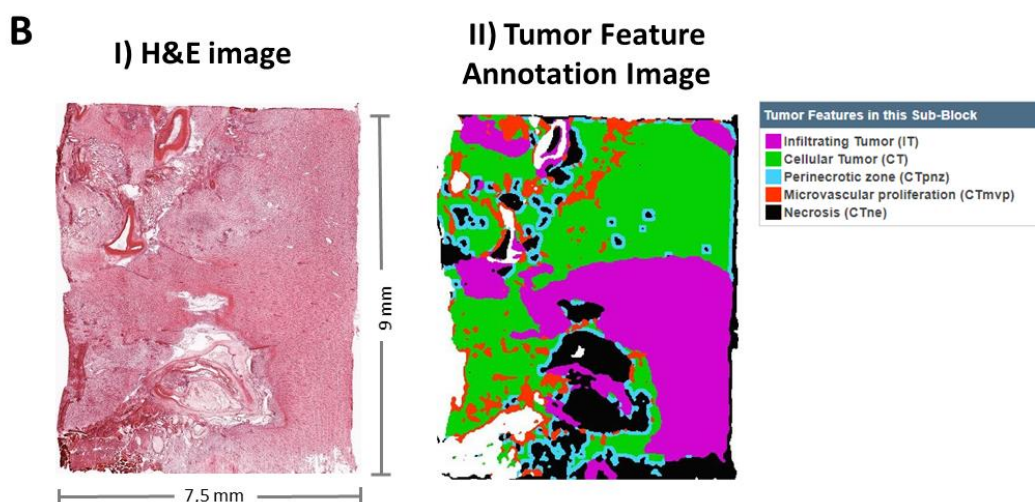 B
I) H&E image
II) Tumor Feature
Annotation Image
Tumor Features in this Sub-Block
Infiltrating Tumor (IT)
Cellular Tumor (CT)
Perinecrotic zone (CTpnz)
Microvascular proliferation (CTmvp)
Necrosis (CTne)
9 mm
7.5 mm